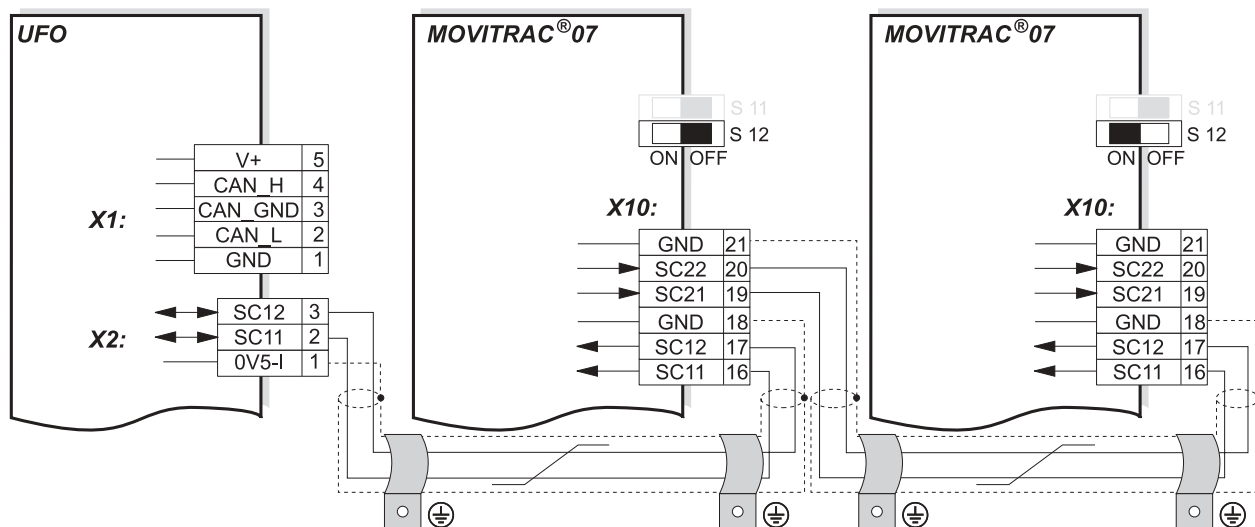 UFO
X1:
V+ 5
CAN_H 4
CAN_GND 3
CAN_L 2
GND 1
X2:
SC12 3
SC11 2
0V5-I 1
MOVITRAC®07
S 11
S 12
ON OFF
X10:
GND 21
SC22 20
SC21 19
GND 18
SC12 17
SC11 16
MOVITRAC®07
S 11
S 12
ON OFF
X10:
GND 21
SC22 20
SC21 19
GND 18
SC12 17
SC11 16